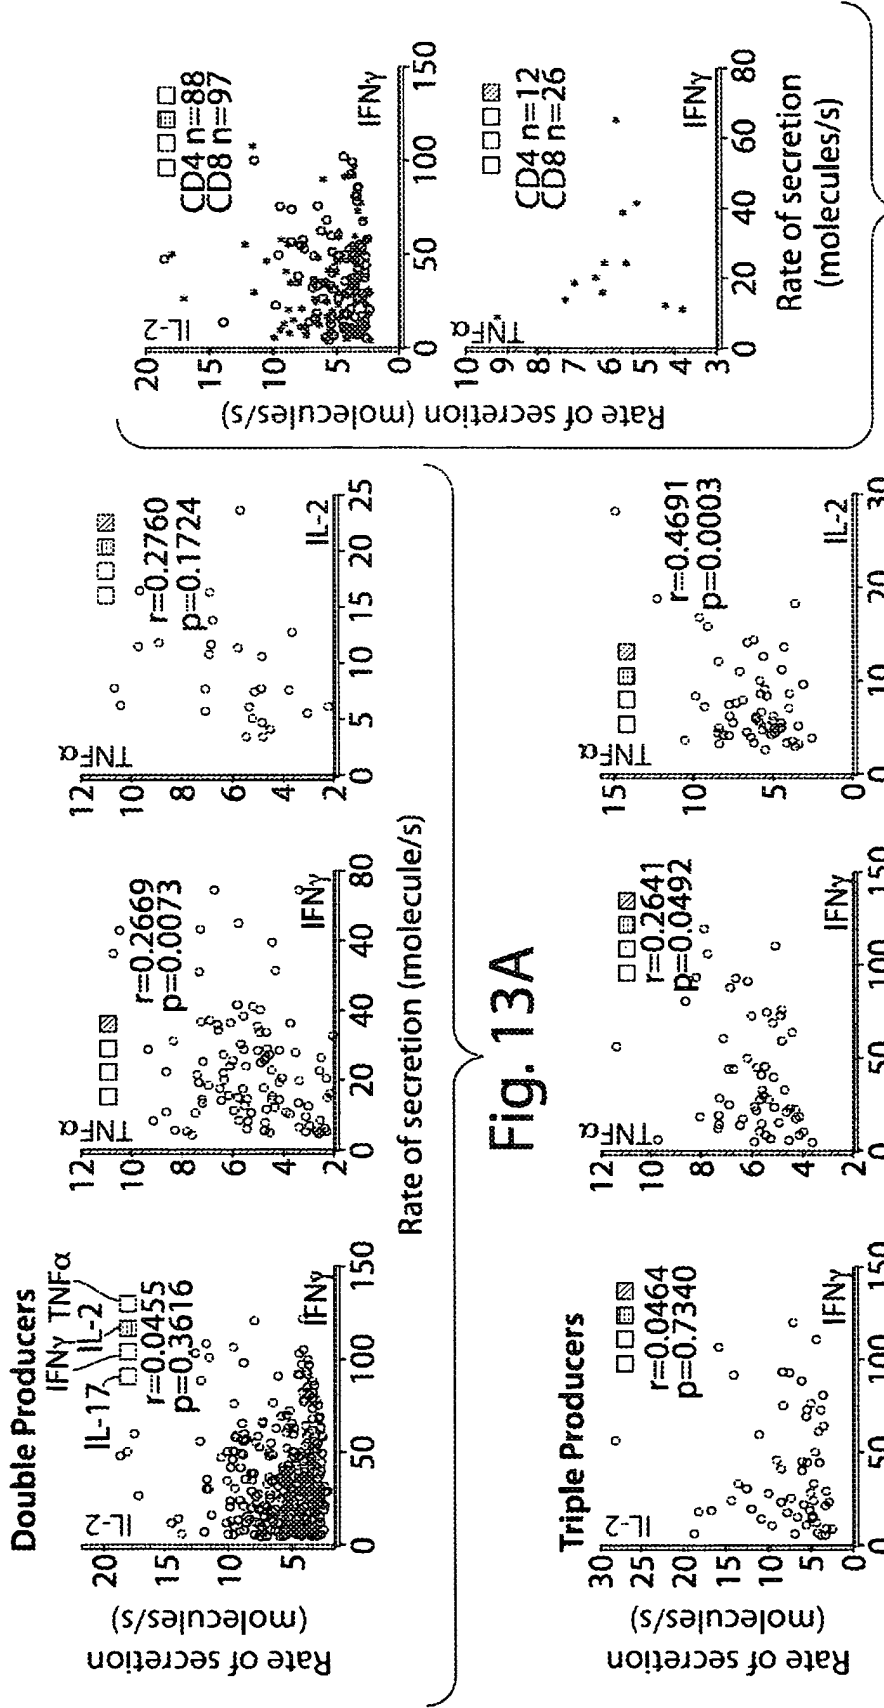 Double Producers
Rate of secretion
(molecules/s)
20
15
10
5
IL-2
IL-17
IFNγ
IL-2
TNFα
r=0.0455
p=0.3616
IFNγ
0
50
100
150
12
10
8
6
4
2
TNFα
r=0.2669
p=0.0073
IFNγ
0
20
40
40
80
12
10
8
6
4
2
TNFα
r=0.2760
p=0.1724
IL-2
0
5
10
15
20
25
Rate of secretion (molecule/s)
Fig. 13A
Triple Producers
Rate of secretion
(molecules/s)
30
25
20
15
10
5
0
IL-2
r=0.0464
p=0.7340
IFNγ
0
50
100
150
12
10
8
6
4
2
TNFα
r=0.2641
p=0.0492
IFNγ
0
50
100
150
15
10
5
0
TNFα
r=0.4691
p=0.0003
IL-2
0
10
20
30
Rate of secretion (molecules/s)
20
15
10
5
0
IL-2
CD4 n=88
CD8 n=97
IFNγ
0
50
100
150
10
9
8
7
6
5
4
3
TNFα
CD4 n=12
CD8 n=26
IFNγ
0
20
40
60
80
Rate of secretion
(molecules/s)